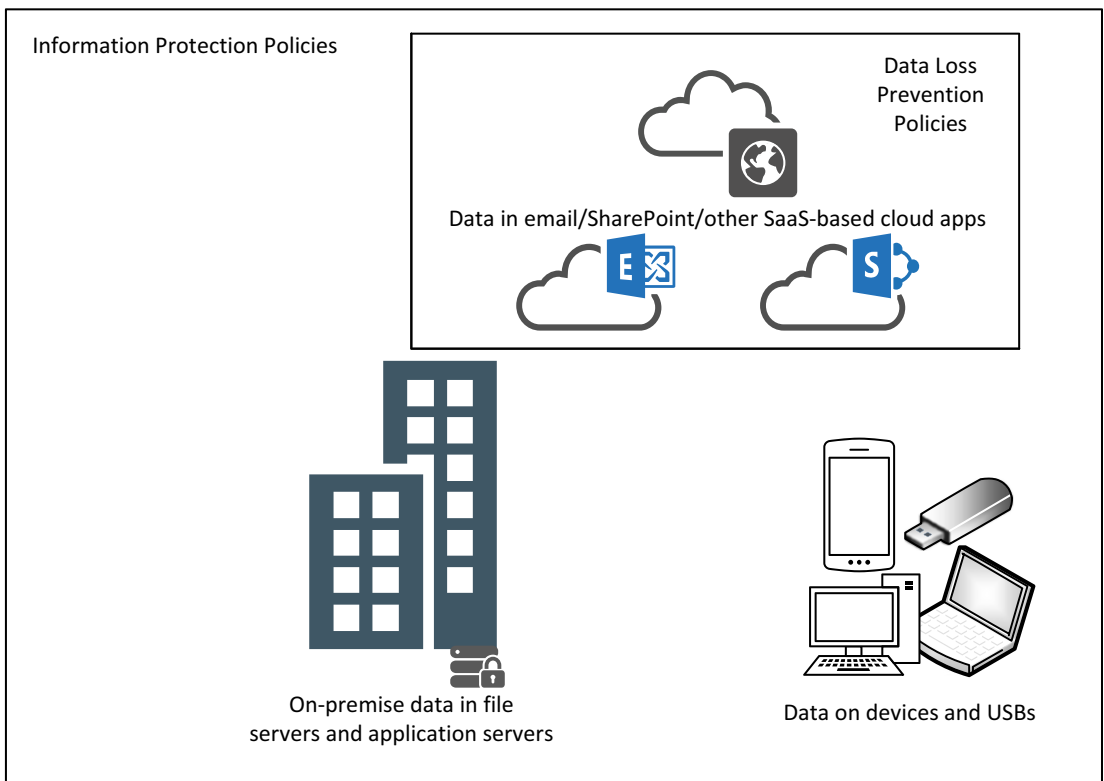 Information Protection Policies
Data Loss
Prevention
Policies
Data in email/SharePoint/other SaaS-based cloud apps
E
S
On-premise data in file
servers and application servers
Data on devices and USBs